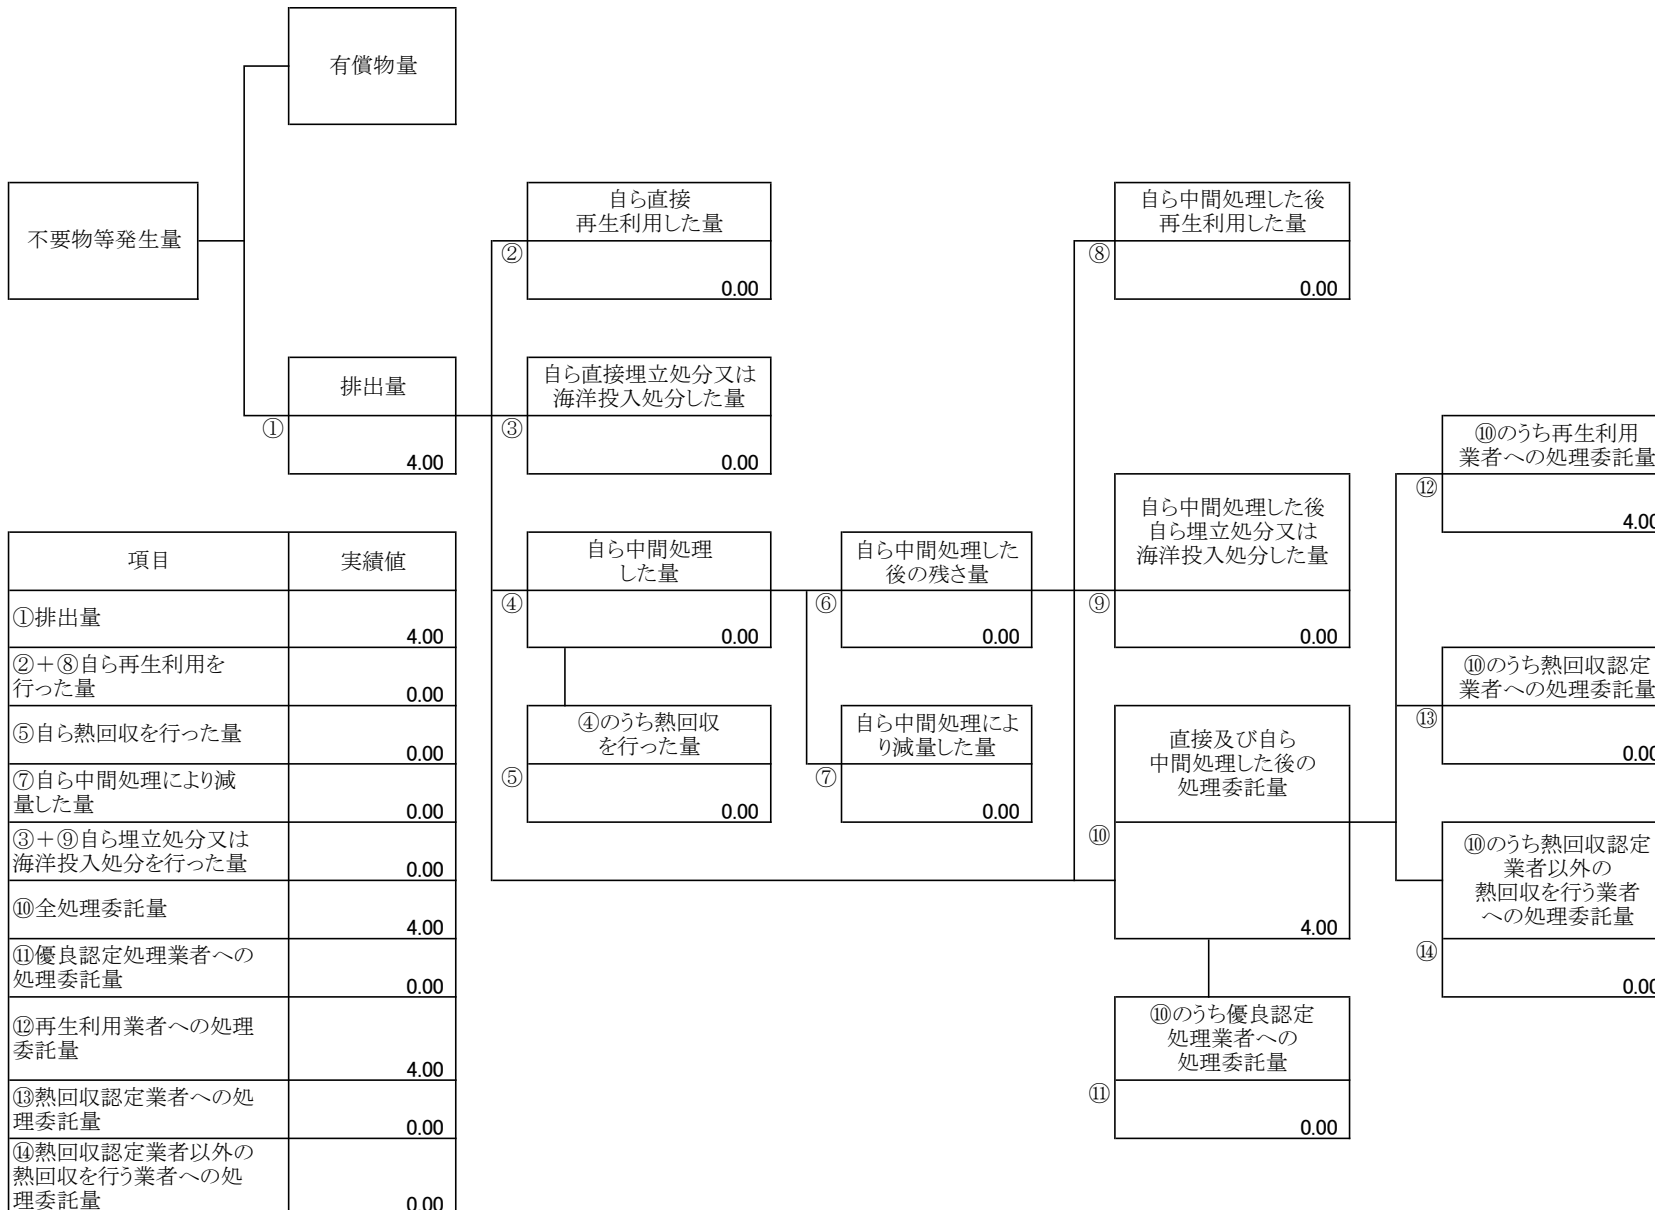 有償物量
不要物等発生量
自ら直接
再生利用した量
②
0.00
自ら中間処理した後
再生利用した量
⑧
0.00
排出量
①
4.00
自ら直接埋立処分又は
海洋投入処分した量
③
0.00
⑩のうち再生利用
業者への処理委託量
⑫
4.00
自ら中間処理
した量
④
0.00
自ら中間処理した
後の残さ量
⑥
0.00
自ら中間処理した後
自ら埋立処分又は
海洋投入処分した量
⑨
0.00
④のうち熱回収
を行った量
⑤
0.00
自ら中間処理によ
り減量した量
⑦
0.00
直接及び自ら
中間処理した後の
処理委託量
⑩
4.00
⑩のうち熱回収認定
業者への処理委託量
⑬
0.00
⑩のうち熱回収認定
業者以外の
熱回収を行う業者
への処理委託量
⑭
0.00
⑩のうち優良認定
処理業者への
処理委託量
⑪
0.00
項目 実績値
①排出量
4.00
②＋⑧自ら再生利用を
行った量
0.00
⑤自ら熱回収を行った量
0.00
⑦自ら中間処理により減
量した量
0.00
③＋⑨自ら埋立処分又は
海洋投入処分を行った量
0.00
⑩全処理委託量
4.00
⑪優良認定処理業者への
処理委託量
0.00
⑫再生利用業者への処理
委託量
4.00
⑬熱回収認定業者への処
理委託量
0.00
⑭熱回収認定業者以外の
熱回収を行う業者への処
理委託量
0.00